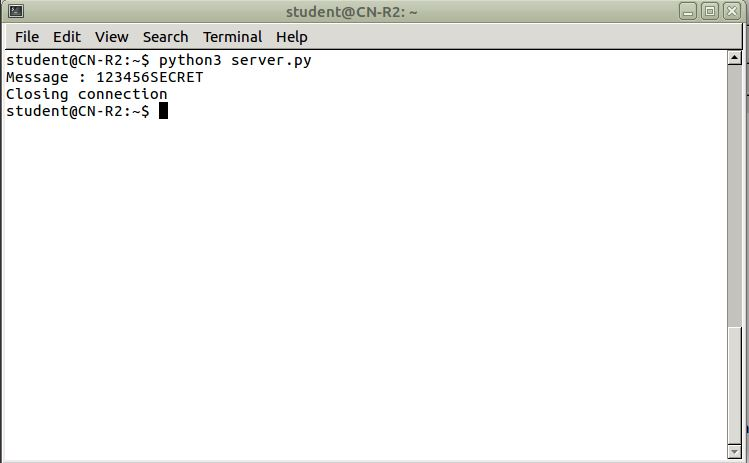 student@CN-R2: ~
File Edit View Search Terminal Help
student@CN-R2:~$ python3 server.py
Message : 123456SECRET
Closing connection
student@CN-R2:~$